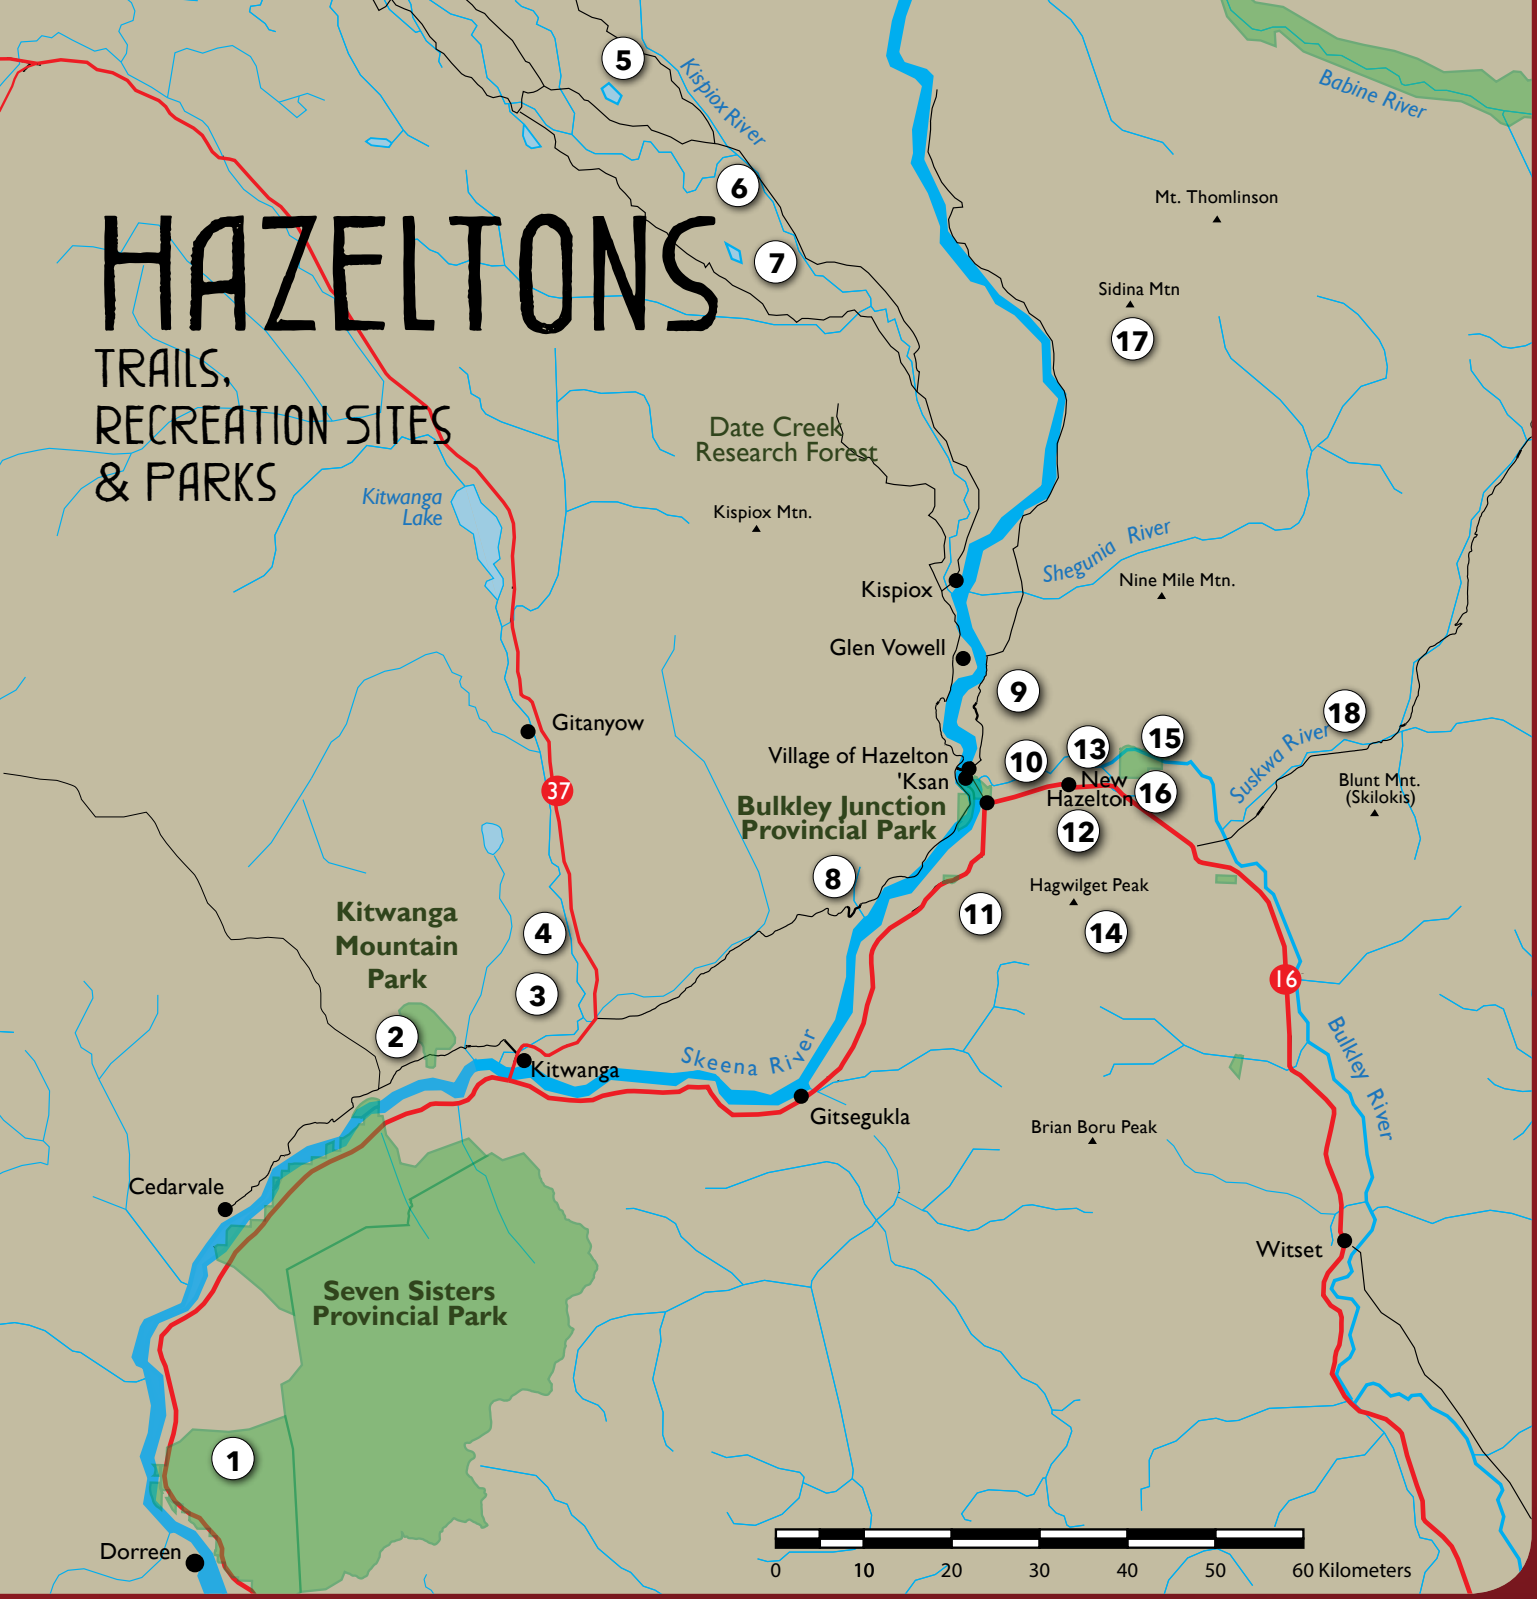 5
Kispiox River
Babine River
6
Mt. Thomlinson
HAZELTONS
7
Sidina Mtn
17
TRAILS,
RECREATION SITES
& PARKS
Date Creek
Research Forest
Kitwanga
Lake
Kispiox Mtn.
Shegunia River
Nine Mile Mtn.
Kispiox
Glen Vowell
9
18
Gitanyow
Village of Hazelton
'Ksan
10
13
15
Suskwa River
37
New
Hazelton
16
Blunt Mnt.
(Skilokis)
Bulkley Junction
Provincial Park
12
8
Hagwilget Peak
Kitwanga
Mountain
Park
4
11
14
3
16
2
Skeena River
Bulkley River
Kitwanga
Gitsegukla
Brian Boru Peak
Cedarvale
Witset
Seven Sisters
Provincial Park
1
Dorreen
0 10 20 30 40 50 60 Kilometers